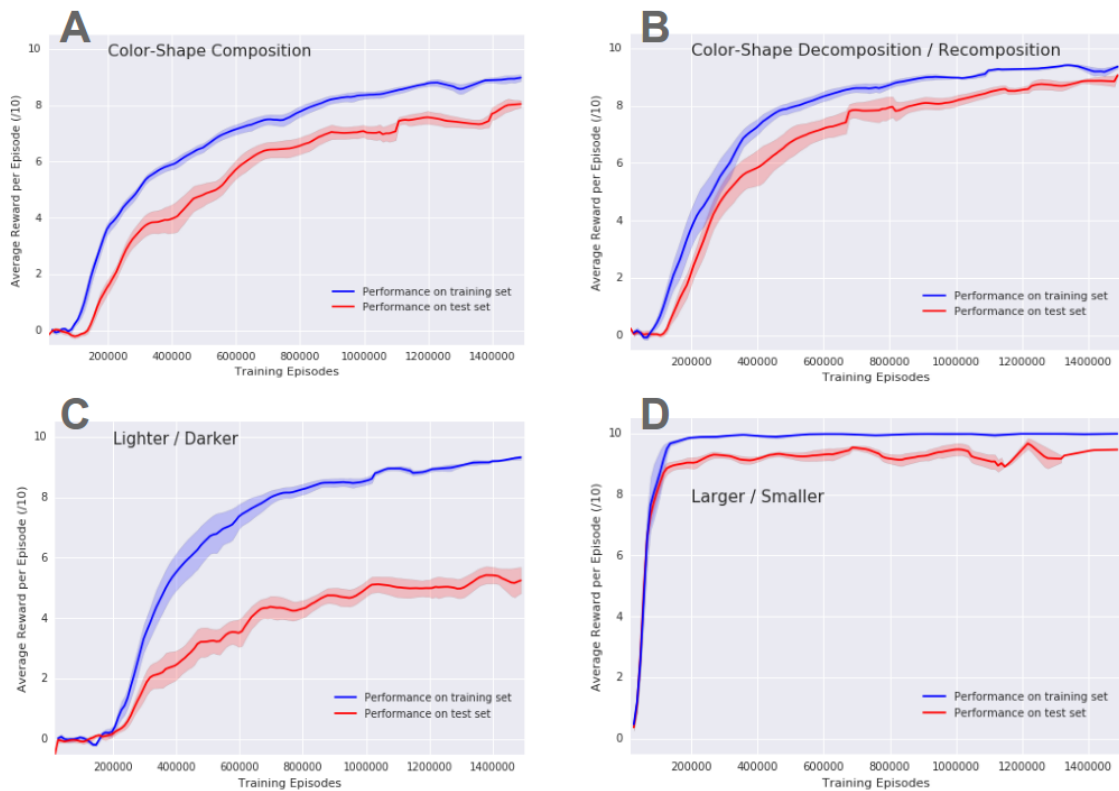 A
Color-Shape Composition
Average Reward per Episode (/10)
10
8
6
4
2
0
Performance on training set
Performance on test set
200000 400000 600000 800000 1000000 1200000 1400000
Training Episodes
B
Color-Shape Decomposition / Recomposition
Average Reward per Episode (/10)
10
8
6
4
2
0
Performance on training set
Performance on test set
200000 400000 600000 800000 1000000 1200000 1400000
Training Episodes
C
Lighter / Darker
Average Reward per Episode (/10)
10
8
6
4
2
0
Performance on training set
Performance on test set
200000 400000 600000 800000 1000000 1200000 1400000
Training Episodes
D
Larger / Smaller
Average Reward per Episode (/10)
10
8
6
4
2
0
Performance on training set
Performance on test set
200000 400000 600000 800000 1000000 1200000 1400000
Training Episodes